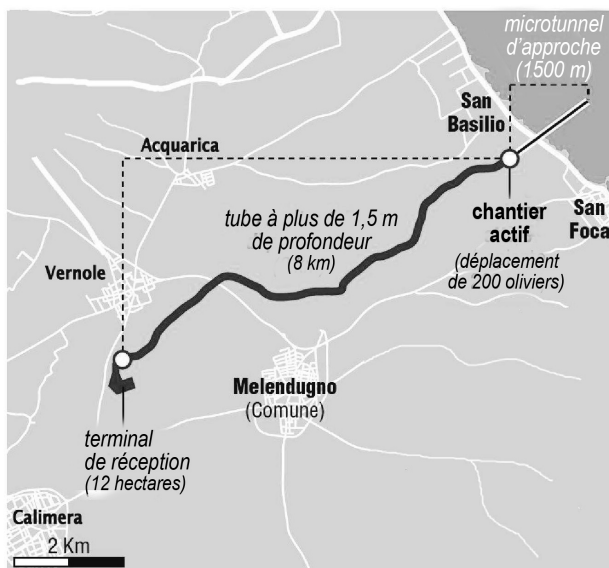 microtunnel
d'approche
(1500 m)
San
Basilio
Acquarica
chantier
actif
San
Foca
tube à plus de 1,5 m
de profondeur
(8 km)
(déplacement
de 200 oliviers)
Vernole
Melendugno
(Comune)
terminal
de réception
(12 hectares)
Calimera
2 Km